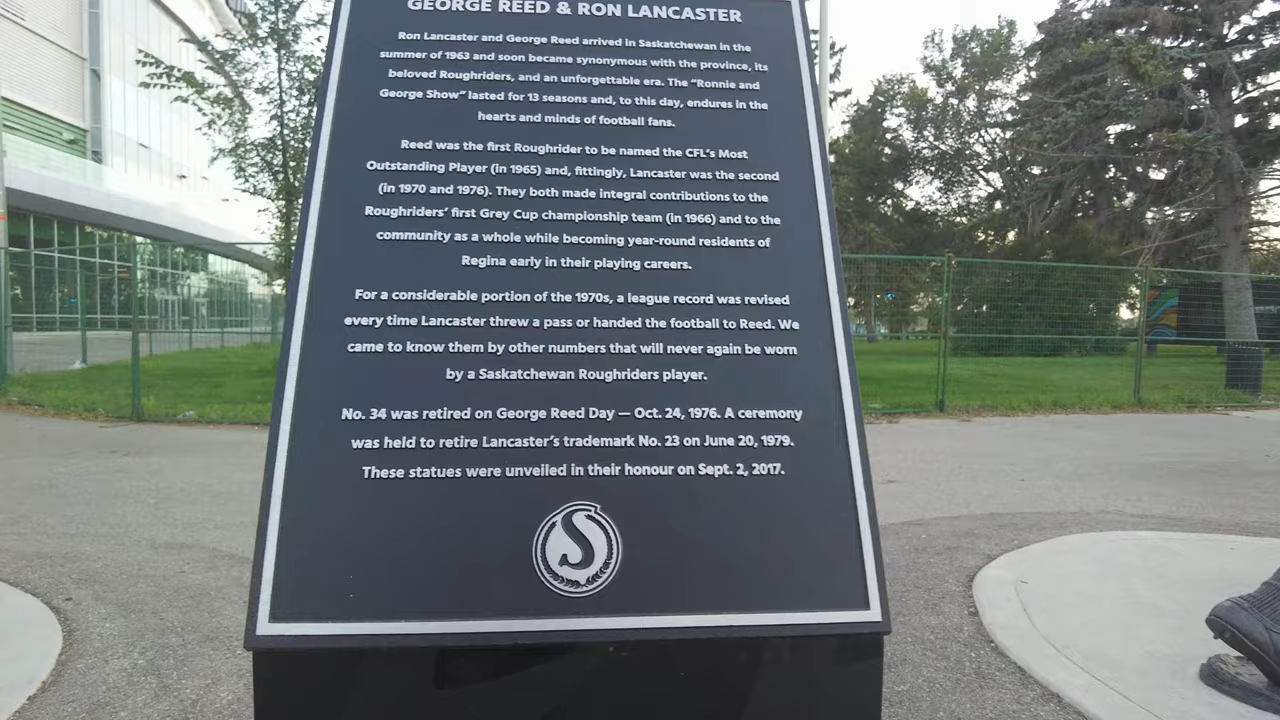 GEORGE REED & RON LANCASTER
Ron Lancaster and George Reed arrived in Saskatchewan in the
summer of 1963 and soon became synonymous with the province, its
beloved Roughriders, and an unforgettable era. The "Ronnie and
George Show" lasted for 13 seasons and, to this day, endures in the
hearts and minds of football fans.
Reed was the first Roughrider to be named the CFL's Most
Outstanding Player (in 1965) and, fittingly, Lancaster was the second
(in 1970 and 1976). They both made integral contributions to the
Roughriders' first Grey Cup championship team (in 1966) and to the
community as a whole while becoming year-round residents of
Regina early in their playing careers.
For a considerable portion of the 1970s, a league record was revised
every time Lancaster threw a pass or handed the football to Reed. We
came to know them by other numbers that will never again be worn
by a Saskatchewan Roughriders player.
No. 34 was retired on George Reed Day — Oct. 24, 1976. A ceremony
was held to retire Lancaster's trademark No. 23 on June 20, 1979.
These statues were unveiled in their honour on Sept. 2, 2017.
S